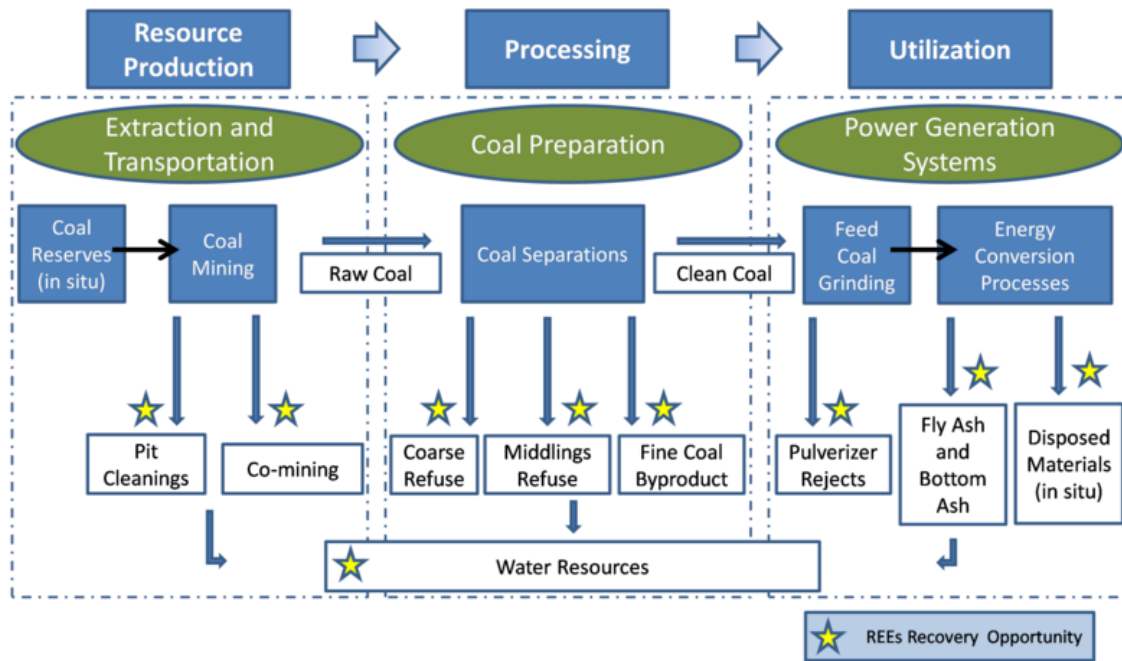 Resource
Production
Processing
Utilization
Extraction and
Transportation
Coal Preparation
Power Generation
Systems
Coal
Reserves
(in situ)
Coal
Mining
Raw Coal
Coal Separations
Clean Coal
Feed
Coal
Grinding
Energy
Conversion
Processes
Pit
Cleanings
Co-mining
Coarse
Refuse
Middlings
Refuse
Fine Coal
Byproduct
Pulverizer
Rejects
Fly Ash
and
Bottom
Ash
Disposed
Materials
(in situ)
Water Resources
REEs Recovery Opportunity